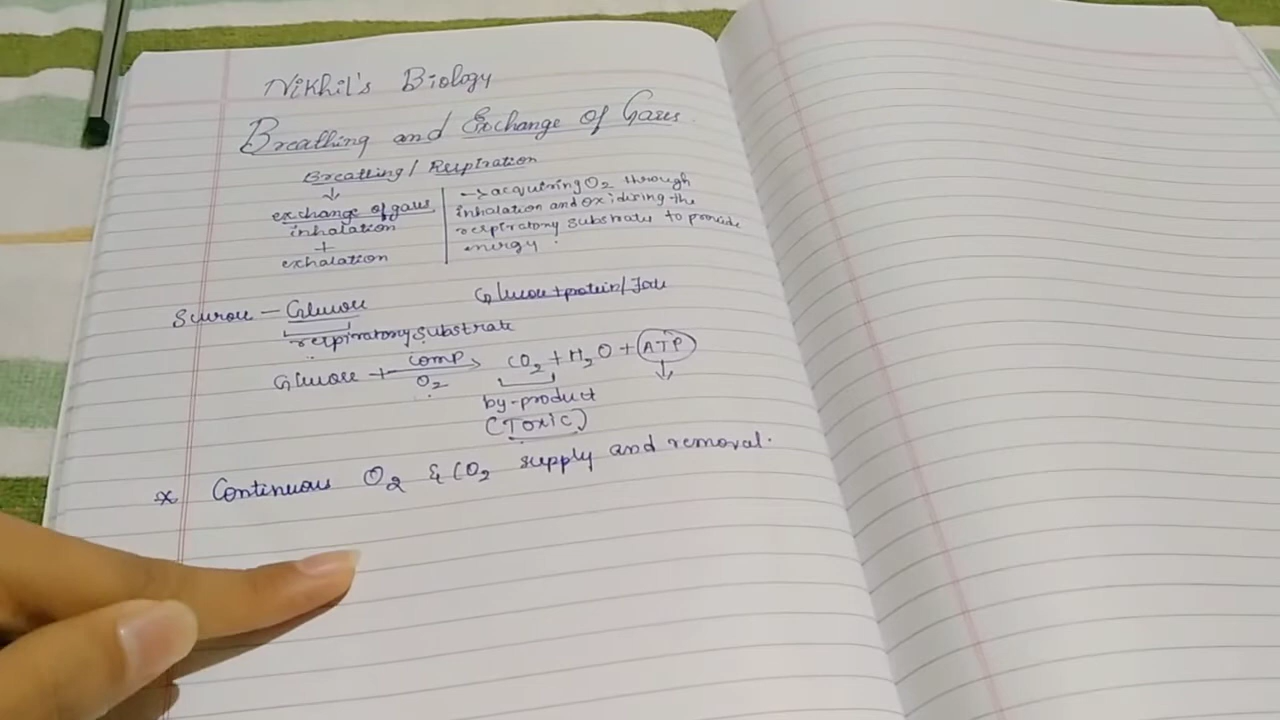 Nikhil's Biology
Breathing and Exchange of Gases.
Breathing / Respiration
↓
exchange of gases
inhalation
+
exhalation
→ acquiring O2 through
inhalation and oxidising the
respiratory substrate to provide
energy.
Glucose + protein / Fats
Sucrose – Glucose
respiratory substrate
Glucose + comp / O2 → CO2 + H2O + ATP
↓
by-product
(Toxic)
* Continuous O2 & CO2 supply and removal.